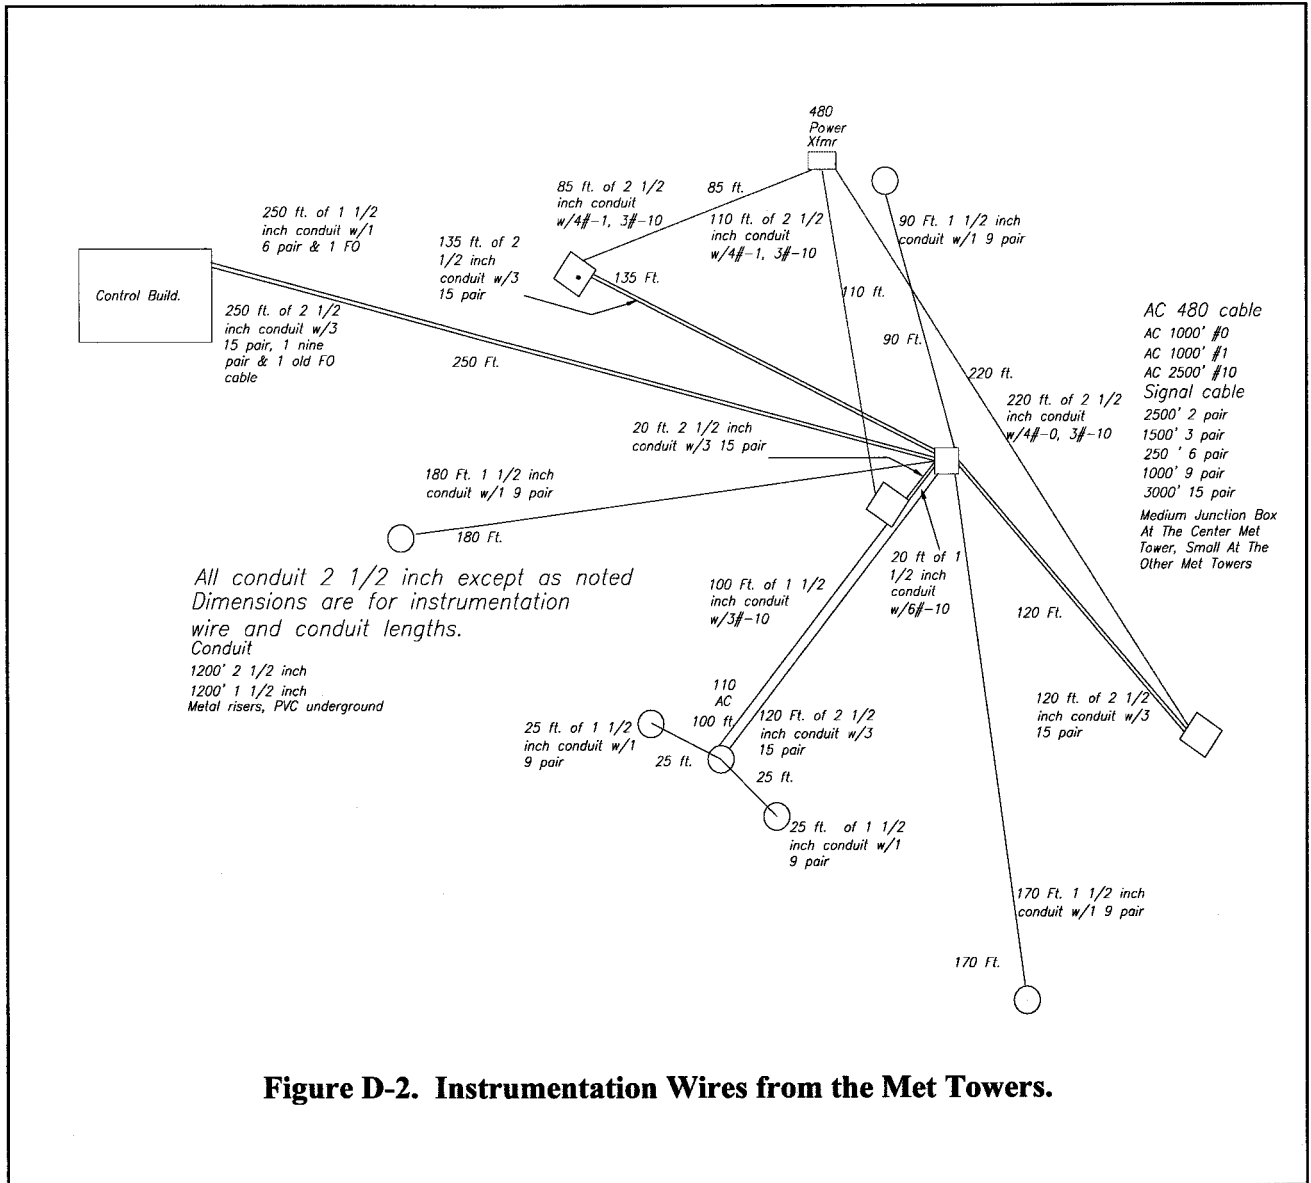 480
Power
Xfmr
85 ft. of 2 1/2
inch conduit
w/4#-1, 3#-10
85 ft.
250 ft. of 1 1/2
inch conduit w/1
6 pair & 1 FO
135 ft. of 2
1/2 inch
conduit w/3
15 pair
110 ft. of 2 1/2
inch conduit
w/4#-1, 3#-10
90 Ft. 1 1/2 inch
conduit w/1 9 pair
135 Ft.
110 ft.
Control Build.
250 ft. of 2 1/2
inch conduit w/3
15 pair, 1 nine
pair & 1 old FO
cable
250 Ft.
90 Ft.
220 ft.
220 ft. of 2 1/2
inch conduit
w/4#-0, 3#-10
AC 480 cable
AC 1000' #0
AC 1000' #1
AC 2500' #10
Signal cable
2500' 2 pair
1500' 3 pair
250 ' 6 pair
1000' 9 pair
3000' 15 pair
Medium Junction Box
At The Center Met
Tower, Small At The
Other Met Towers
20 ft. 2 1/2 inch
conduit w/3 15 pair
180 Ft. 1 1/2 inch
conduit w/1 9 pair
180 Ft.
All conduit 2 1/2 inch except as noted
Dimensions are for instrumentation
wire and conduit lengths.
Conduit
1200' 2 1/2 inch
1200' 1 1/2 inch
Metal risers, PVC underground
100 Ft. of 1 1/2
inch conduit
w/3#-10
20 ft of 1
1/2 inch
conduit
w/6#-10
120 Ft.
110
AC
100 ft.
120 Ft. of 2 1/2
inch conduit w/3
15 pair
120 ft. of 2 1/2
inch conduit w/3
15 pair
25 ft. of 1 1/2
inch conduit w/1
9 pair
25 ft.
25 ft.
25 ft. of 1 1/2
inch conduit w/1
9 pair
170 Ft. 1 1/2 inch
conduit w/1 9 pair
170 Ft.
Figure D-2. Instrumentation Wires from the Met Towers.